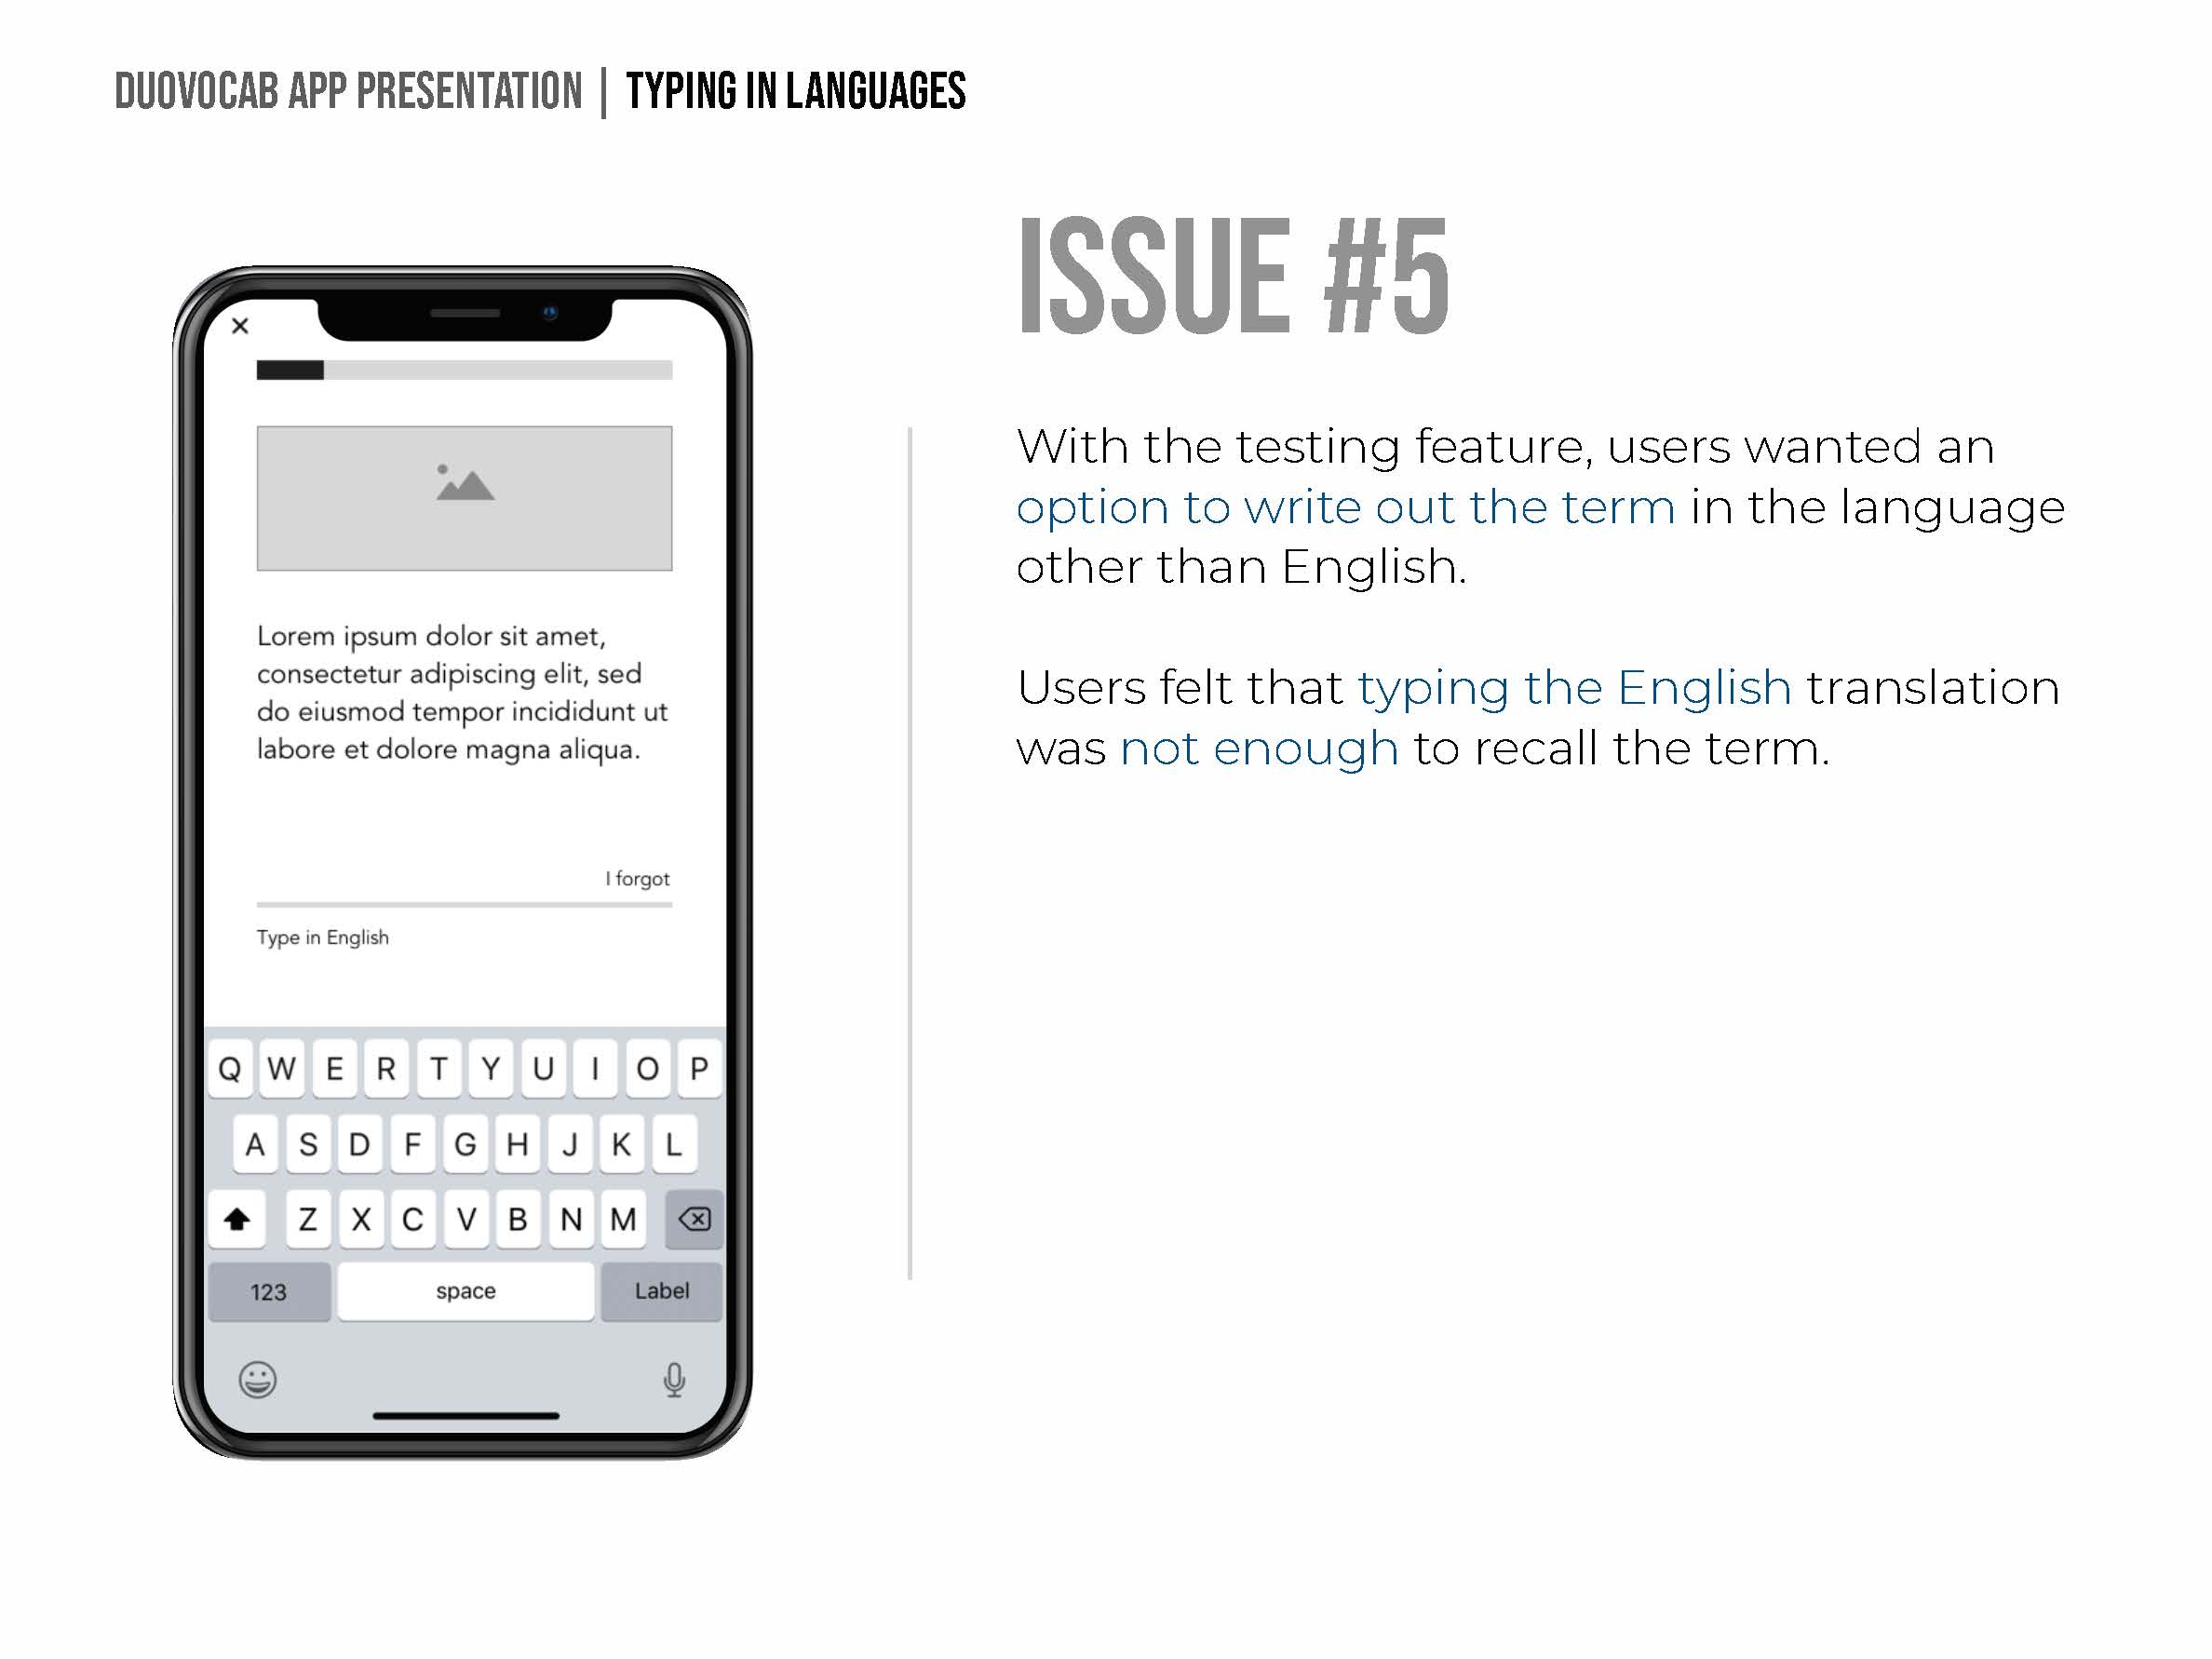 DUOVOCAB APP PRESENTATION | TYPING IN LANGUAGES
ISSUE #5
With the testing feature, users wanted an
option to write out the term in the language
other than English.
Users felt that typing the English translation
was not enough to recall the term.
Lorem ipsum dolor sit amet,
consectetur adipiscing elit, sed
do eiusmod tempor incididunt ut
labore et dolore magna aliqua.
I forgot
Type in English
Q W E R T Y U I O P
A S D F G H J K L
Z X C V B N M
123 space Label